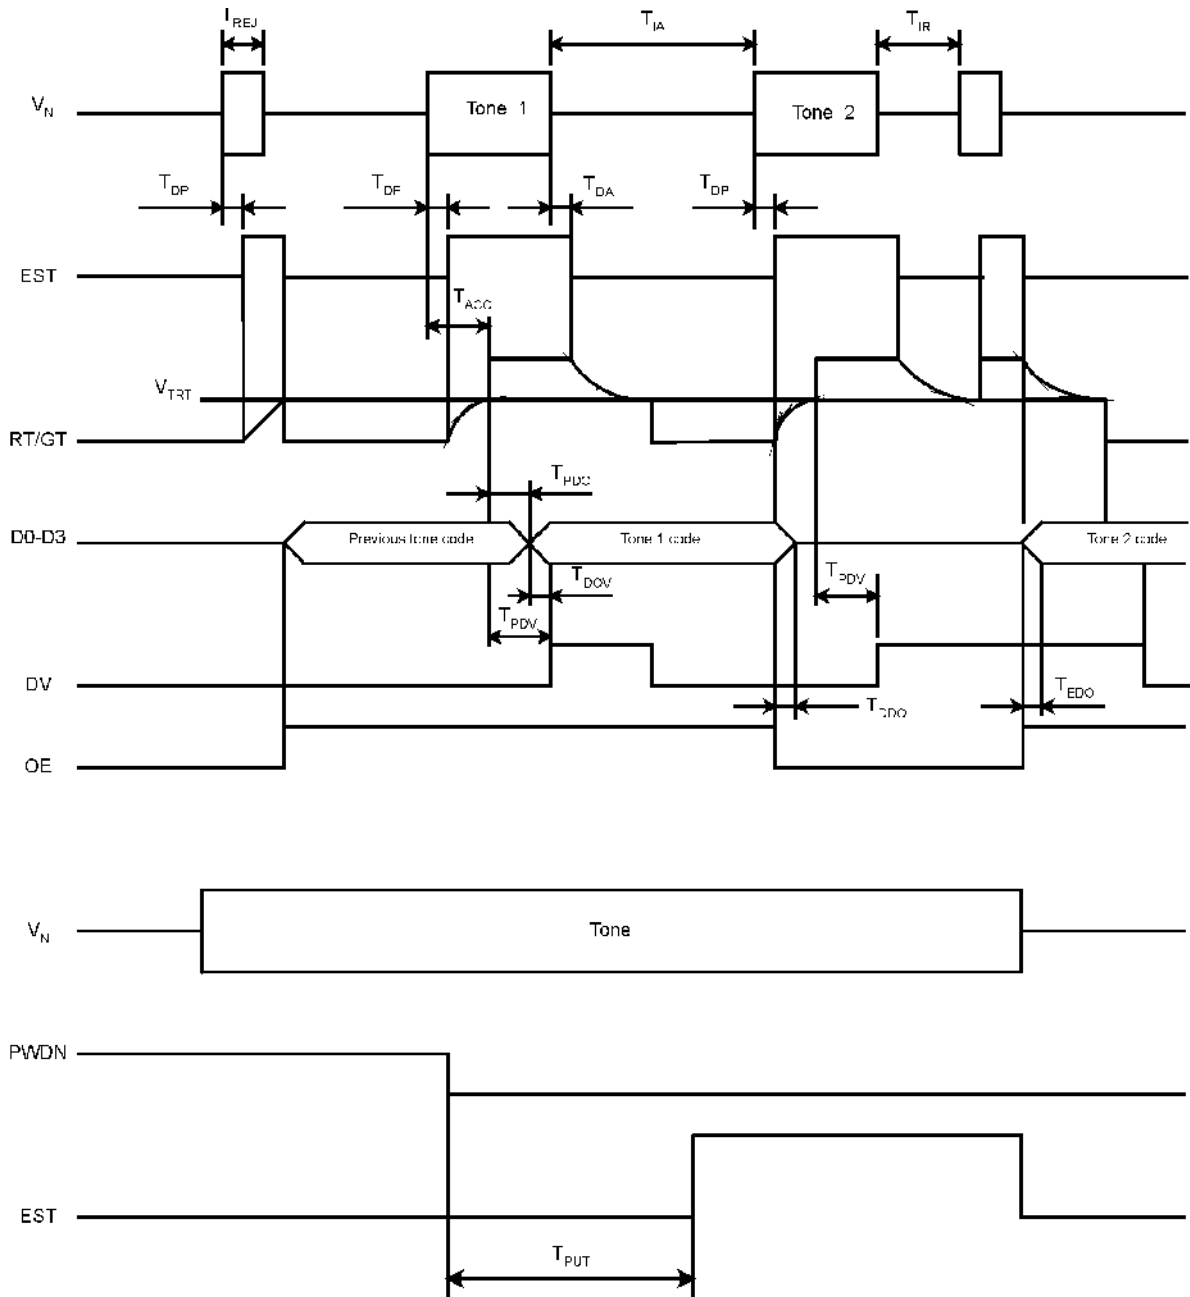 TREJ
TIA
TIR
VN
Tone 1
Tone 2
TDP
TDF
TDA
TDP
EST
TACC
VTRT
RT/GT
TPDO
D0-D3
Previous tone code
Tone 1 code
Tone 2 code
TDOV
TPDV
TPDV
DV
TDDO
TEDO
OE
VN
Tone
PWDN
EST
TPUT